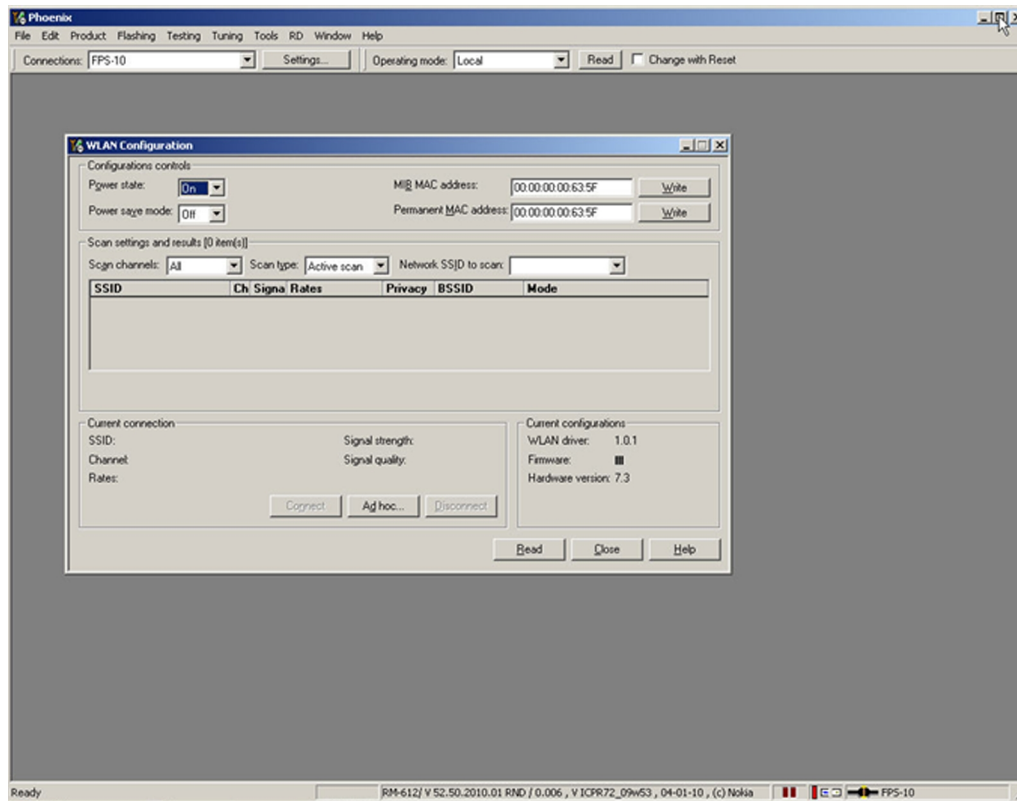 Phoenix
File Edit Product Flashing Testing Tuning Tools RD Window Help
Connections: FPS-10 Settings... Operating mode: Local Read Change with Reset
WLAN Configuration
Configurations controls
Power state: On MIB MAC address: 00:00:00:00:63:5F Write
Power save mode: Off Permanent MAC address: 00:00:00:00:63:5F Write
Scan settings and results [0 item(s)]
Scan channels: All Scan type: Active scan Network SSID to scan:
SSID Ch Signa Rates Privacy BSSID Mode
Current connection
SSID: Signal strength:
Channel: Signal quality:
Rates:
Connect Ad hoc... Disconnect
Current configurations
WLAN driver: 1.0.1
Firmware:
Hardware version: 7.3
Read Close Help
Ready RM-612/ V 52.50.2010.01 RND / 0.006 , V ICPR72_09w53 , 04-01-10 , (c) Nokia FPS-10